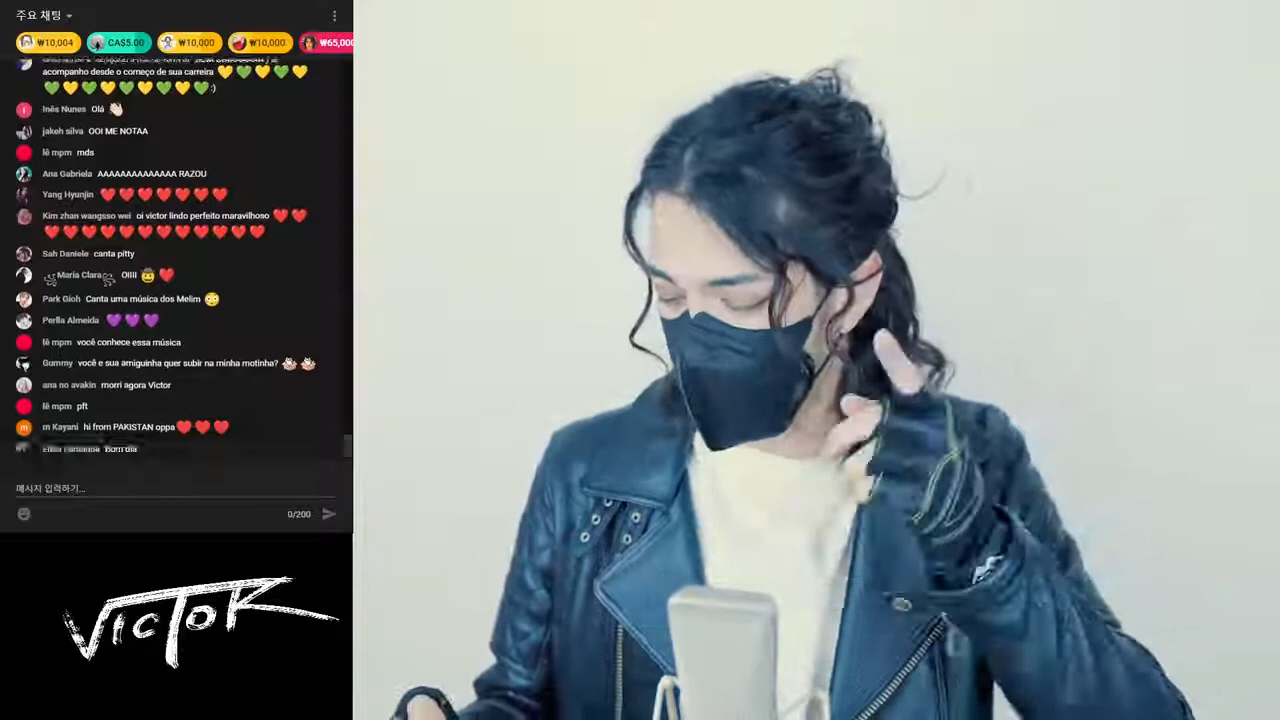 주요 채팅
₩10,004 CA$5.00 ₩10,000 ₩10,000 ₩65,000
acompanho desde o começo de sua carreira 💛 💚 💛 💚 💛
💚 💛 💚 💛 💚 💛 💚 💛 💚 :)
Inês Nunes Olá 👏🏻
jakeh silva OOI ME NOTAA
lê mpm mds
Ana Gabriela AAAAAAAAAAAAAA RAZOU
Yang Hyunjin ❤️ ❤️ ❤️ ❤️ ❤️ ❤️ ❤️
Kim zhan wangsso wei oi victor lindo perfeito maravilhoso ❤️ ❤️
❤️ ❤️ ❤️ ❤️ ❤️ ❤️ ❤️ ❤️ ❤️ ❤️ ❤️ ❤️
Sah Daniele canta pitty
꧁Maria Clara꧂ OIIII 🤠 ❤️
Park Gioh Canta uma música dos Melim 😳
Perlla Almeida 💜 💜 💜
lê mpm você conhece essa música
Gummy você e sua amiguinha quer subir na minha motinha?
ana no avakin morri agora Victor
lê mpm pft
m Kayani hi from PAKISTAN oppa❤️ ❤️ ❤️
Bom dia
메시지 입력하기...
0/200
VICTOR